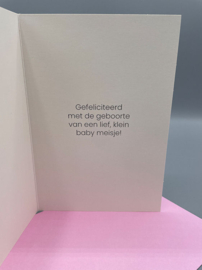 Gefeliciteerd
met de geboorte
van een lief, klein
baby meisje!